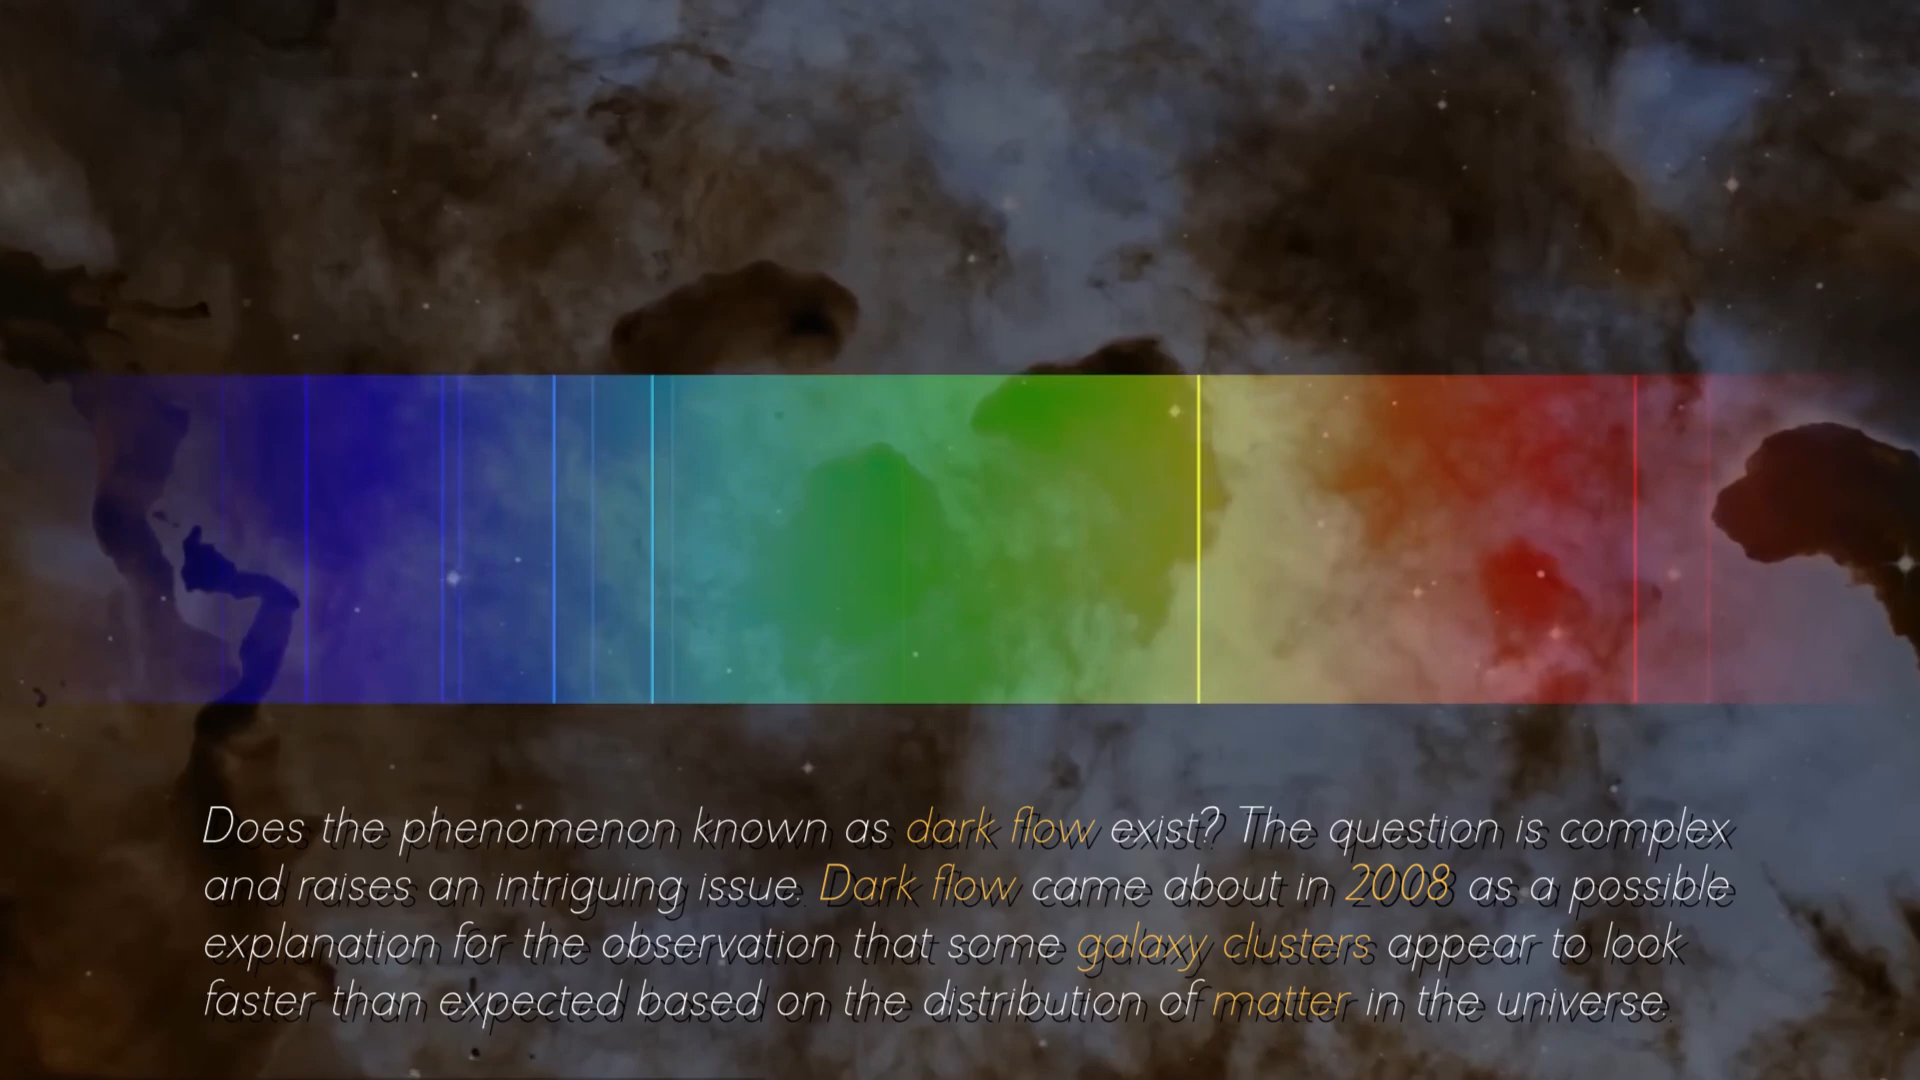 Does the phenomenon known as dark flow exist? The question is complex
and raises an intriguing issue. Dark flow came about in 2008 as a possible
explanation for the observation that some galaxy clusters appear to look
faster than expected based on the distribution of matter in the universe.